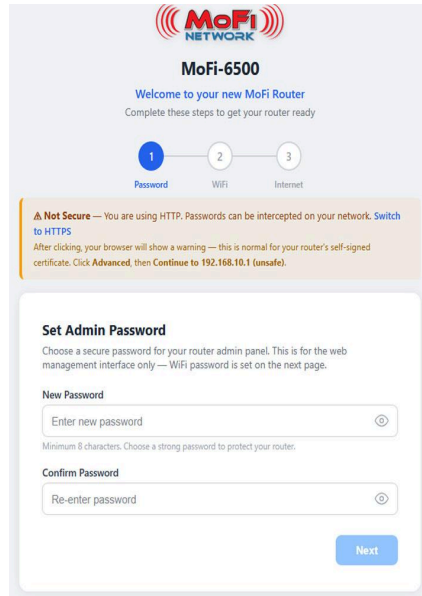 MoFi
NETWORK
MoFi-6500
Welcome to your new MoFi Router
Complete these steps to get your router ready
1
2
3
Password
WiFi
Internet
⚠ Not Secure — You are using HTTP. Passwords can be intercepted on your network. Switch
to HTTPS
After clicking, your browser will show a warning — this is normal for your router's self-signed
certificate. Click Advanced, then Continue to 192.168.10.1 (unsafe).
Set Admin Password
Choose a secure password for your router admin panel. This is for the web
management interface only — WiFi password is set on the next page.
New Password
Enter new password
Minimum 8 characters. Choose a strong password to protect your router.
Confirm Password
Re-enter password
Next